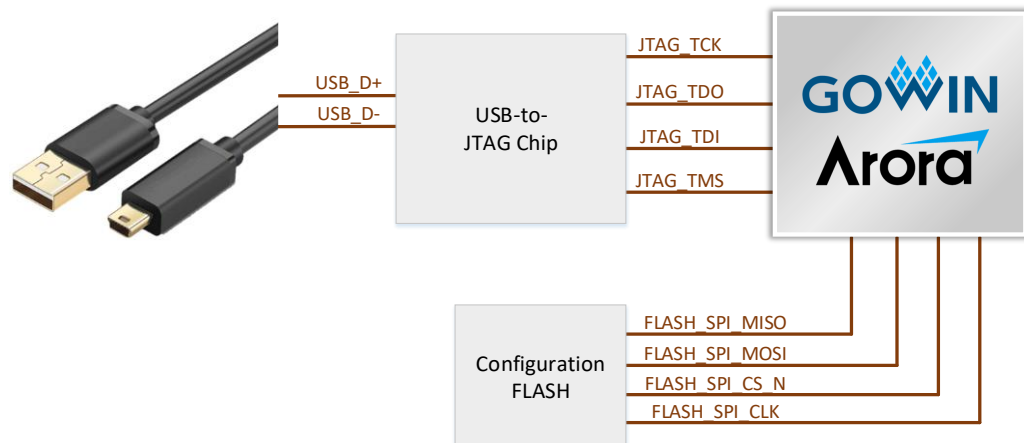 USB_D+
USB_D-
USB-to-
JTAG Chip
JTAG_TCK
JTAG_TDO
JTAG_TDI
JTAG_TMS
GOWIN
Arora
Configuration
FLASH
FLASH_SPI_MISO
FLASH_SPI_MOSI
FLASH_SPI_CS_N
FLASH_SPI_CLK